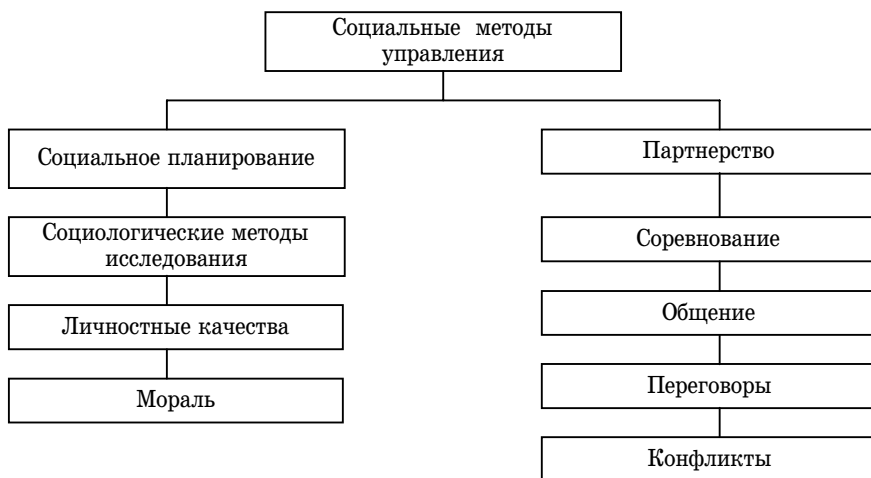 Социальные методы
управления
Социальное планирование
Социологические методы
исследования
Личностные качества
Мораль
Партнерство
Соревнование
Общение
Переговоры
Конфликты